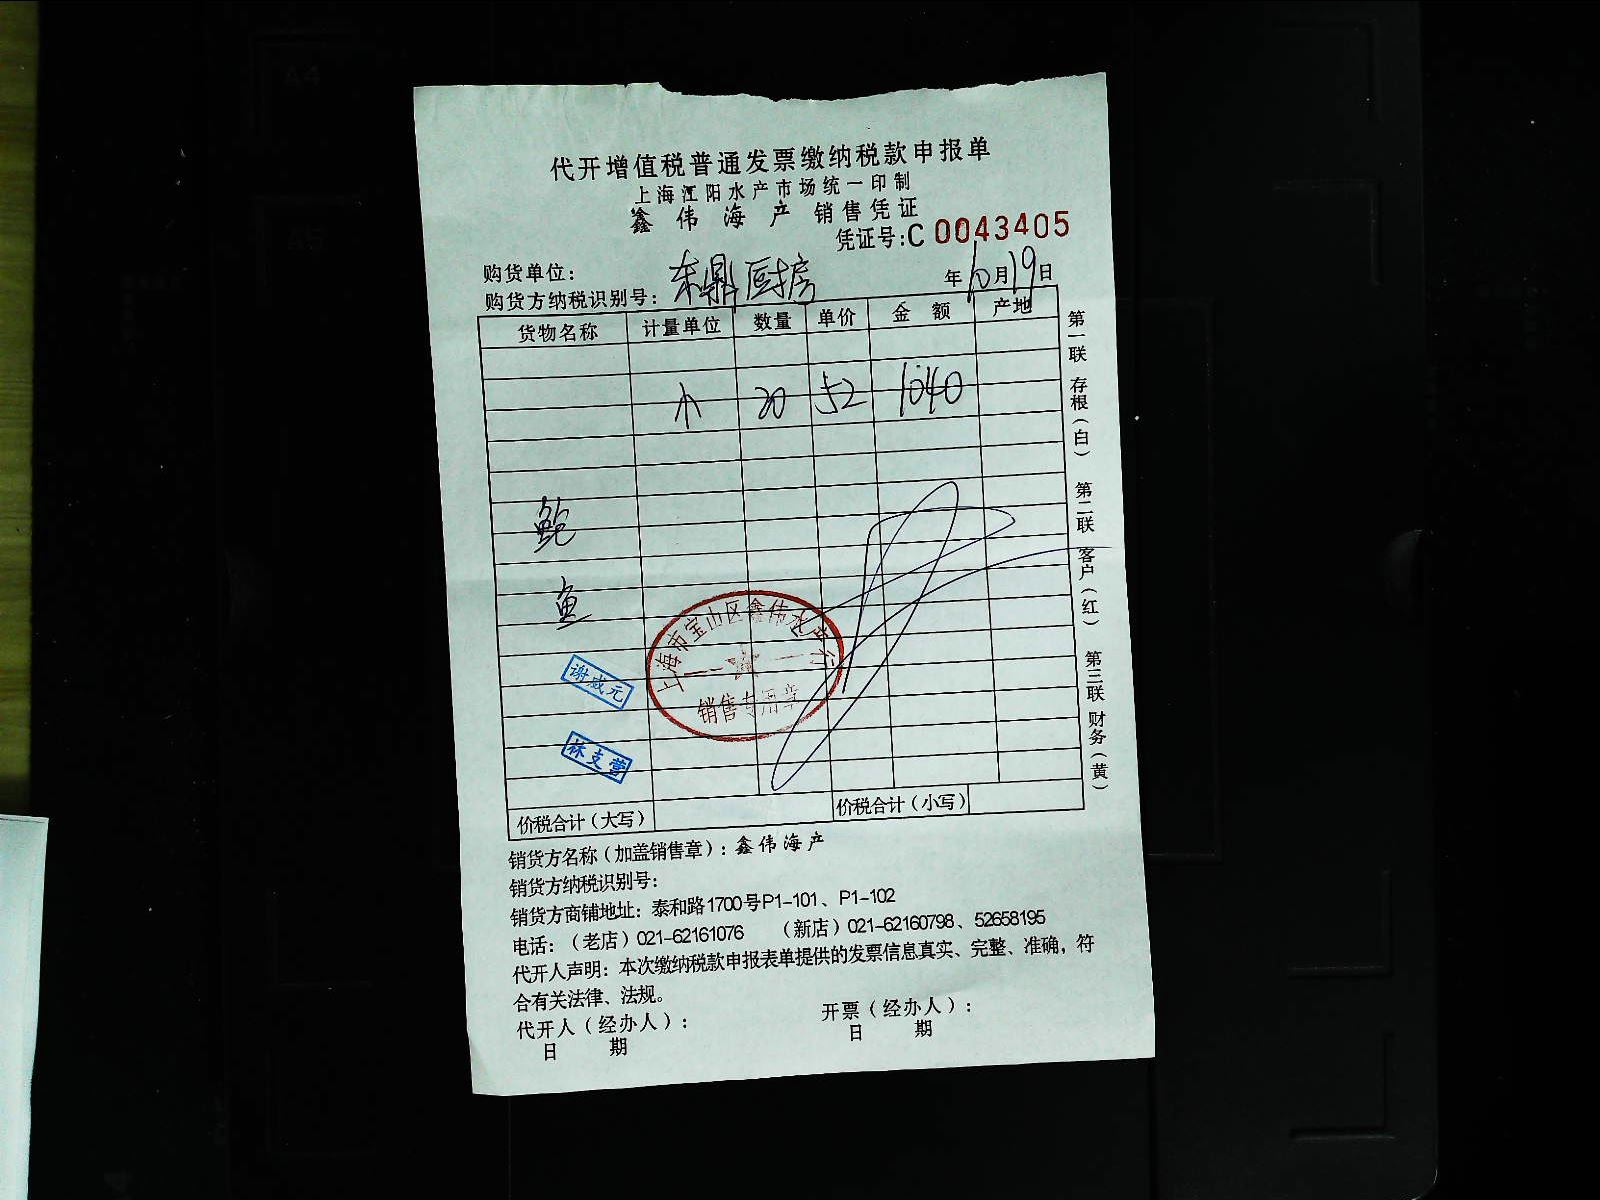 代开增值税普通发票缴纳税款申报单
上海江阳水产市场统一印制
鑫伟海产 销售凭证
凭证号:C 0043405
购货单位: 东鼎厨房 年10月19日
购货方纳税识别号:
货物名称 计量单位 数量 单价 金额 产地
小 20 52 1040
鲍
鱼
谢成元
林支营
上海市宝山区鑫伟水产行
销售专用章
价税合计(大写) 价税合计(小写)
第一联 存根(白) 第二联 客户(红) 第三联 财务(黄)
销货方名称(加盖销售章): 鑫伟海产
销货方纳税识别号:
销货方商铺地址: 泰和路1700号P1-101、P1-102
电话:(老店)021-62161076 (新店)021-62160798、52658195
代开人声明: 本次缴纳税款申报表单提供的发票信息真实、完整、准确,符
合有关法律、法规。
代开人(经办人): 开票(经办人):
日 期 日 期